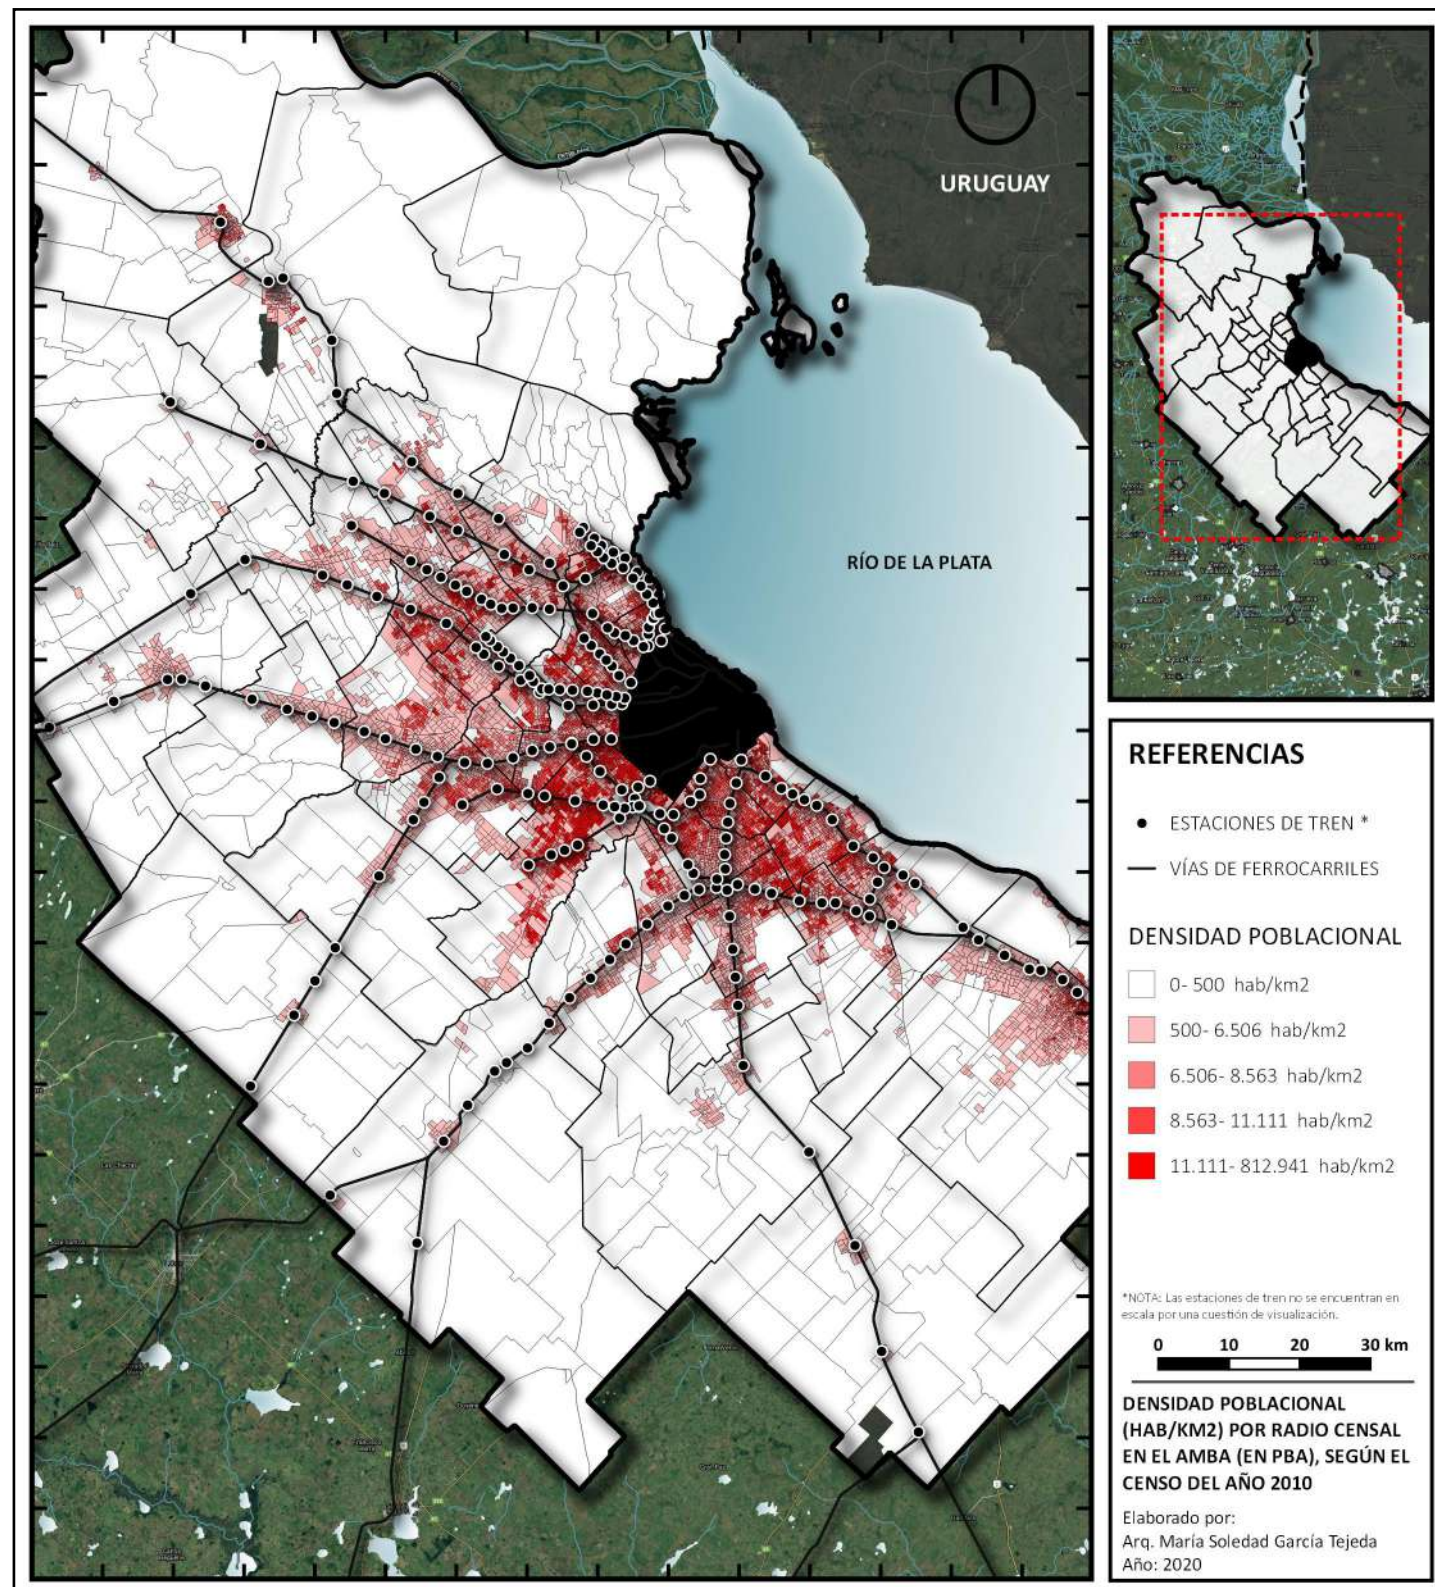 URUGUAY
RÍO DE LA PLATA
REFERENCIAS
ESTACIONES DE TREN *
VÍAS DE FERROCARRILES
DENSIDAD POBLACIONAL
0- 500 hab/km2
500- 6.506 hab/km2
6.506- 8.563 hab/km2
8.563- 11.111 hab/km2
11.111- 812.941 hab/km2
*NOTA: Las estaciones de tren no se encuentran en
escala por una cuestión de visualización.
0 10 20 30 km
DENSIDAD POBLACIONAL
(HAB/KM2) POR RADIO CENSAL
EN EL AMBA (EN PBA), SEGÚN EL
CENSO DEL AÑO 2010
Elaborado por:
Arq. María Soledad García Tejeda
Año: 2020